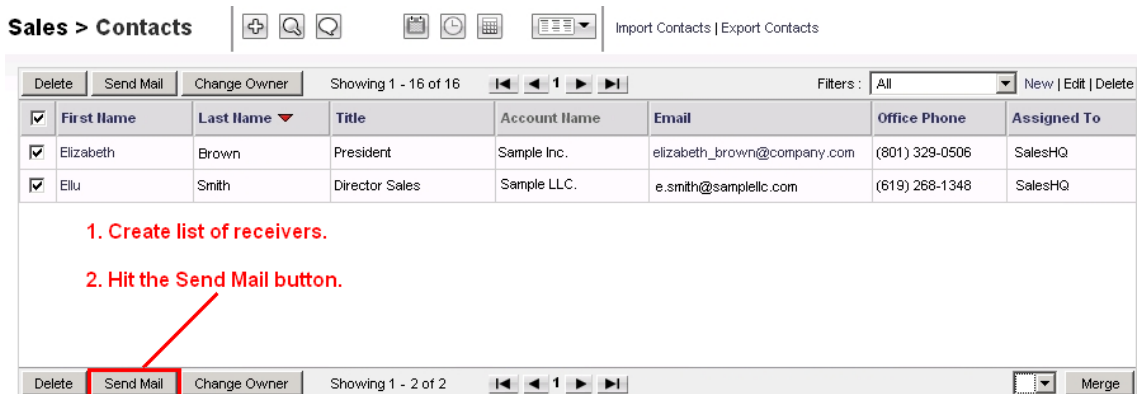 Sales > Contacts Import Contacts | Export Contacts
Delete Send Mail Change Owner Showing 1 - 16 of 16 1 Filters : All New | Edit | Delete
First Name Last Name Title Account Name Email Office Phone Assigned To
Elizabeth Brown President Sample Inc. elizabeth_brown@company.com (801) 329-0506 SalesHQ
Ellu Smith Director Sales Sample LLC. e.smith@samplellc.com (619) 268-1348 SalesHQ
1. Create list of receivers.
2. Hit the Send Mail button.
Delete Send Mail Change Owner Showing 1 - 2 of 2 1 Merge